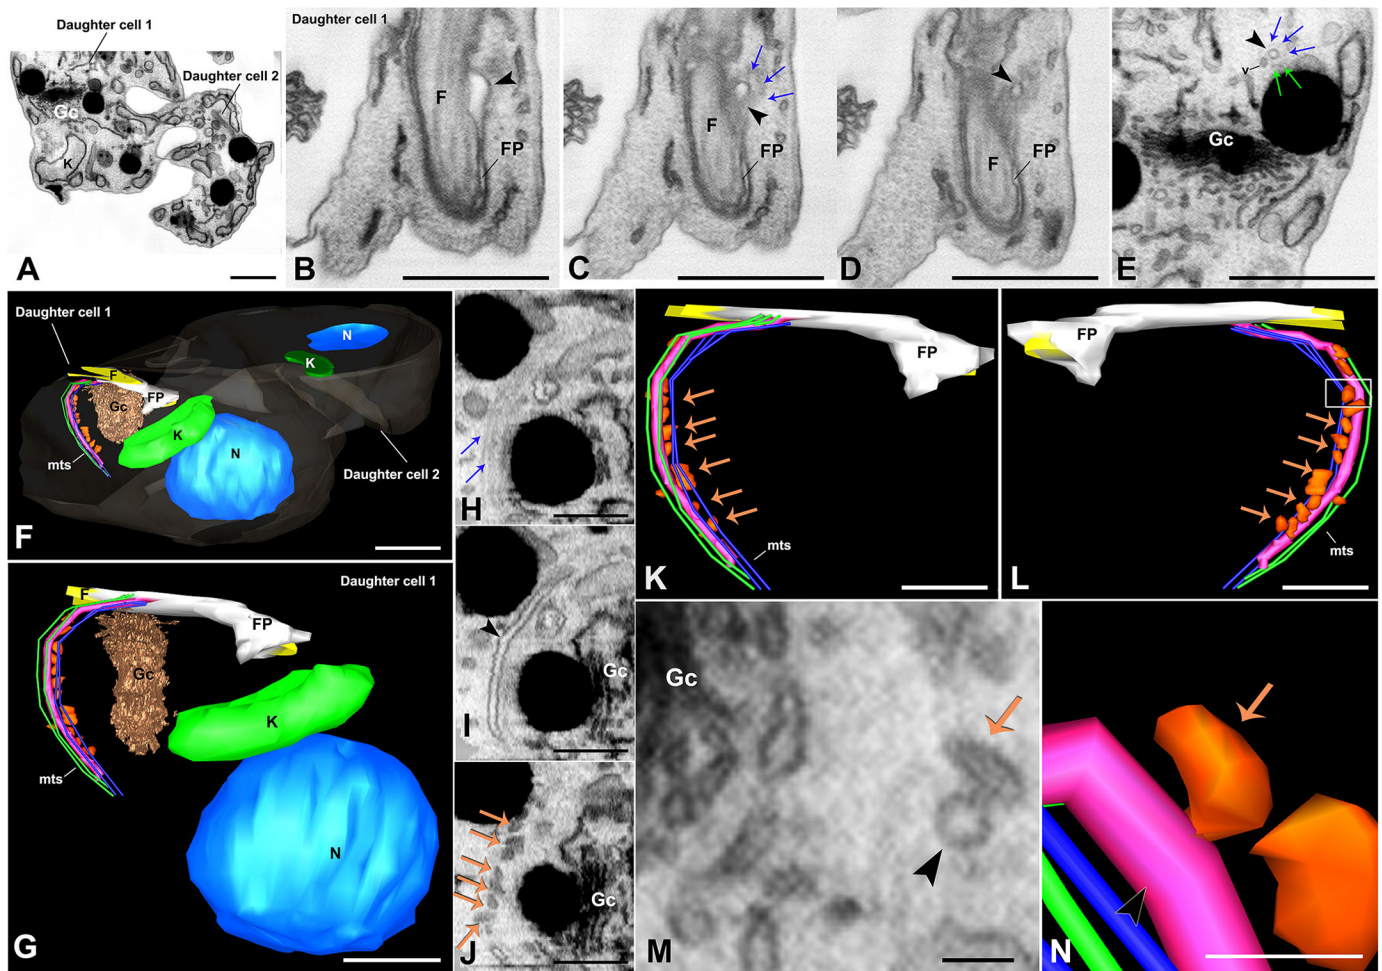 Daughter cell 1
Daughter cell 2
Gc
K
A
Daughter cell 1
F
FP
B
F
FP
C
F
FP
D
v
Gc
E
Daughter cell 1
N
K
F
FP
Gc
K
N
mts
Daughter cell 2
F
Daughter cell 1
F
FP
Gc
K
mts
N
G
H
Gc
I
Gc
J
FP
mts
K
FP
mts
L
Gc
M
N